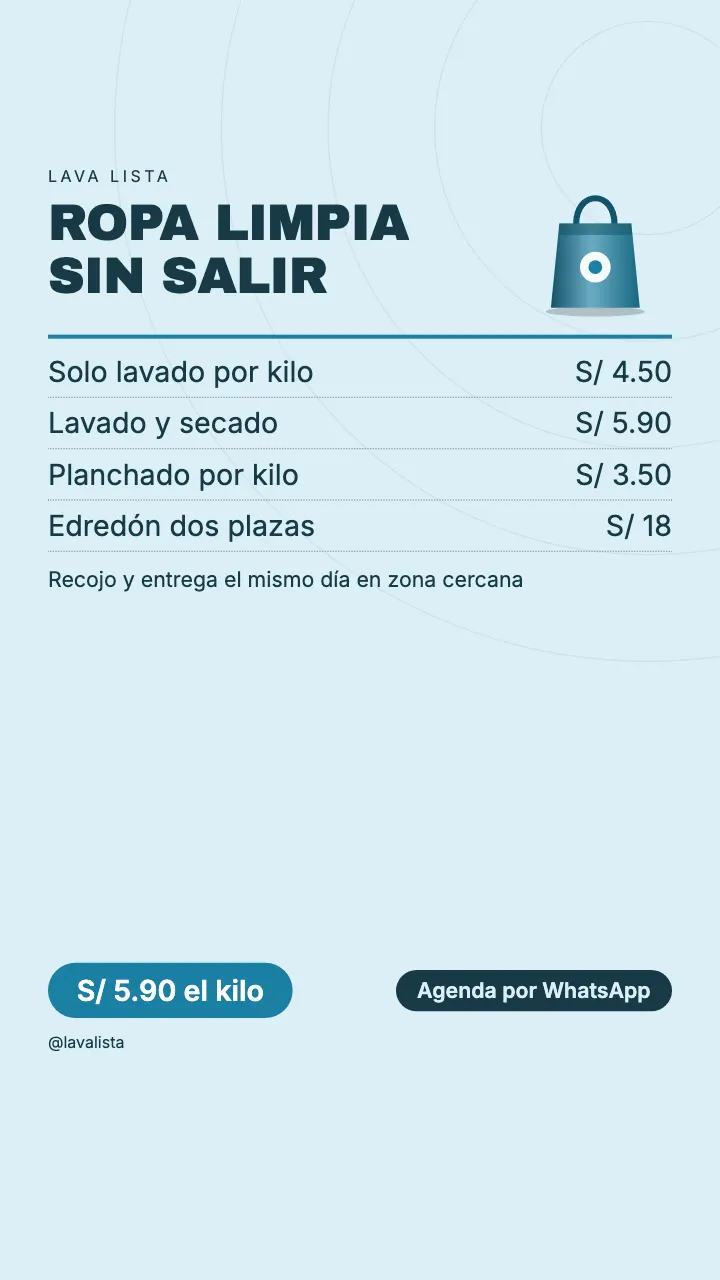 LAVA LISTA
ROPA LIMPIA
SIN SALIR
Solo lavado por kilo S/ 4.50
Lavado y secado S/ 5.90
Planchado por kilo S/ 3.50
Edredón dos plazas S/ 18
Recojo y entrega el mismo día en zona cercana
S/ 5.90 el kilo
Agenda por WhatsApp
@lavalista